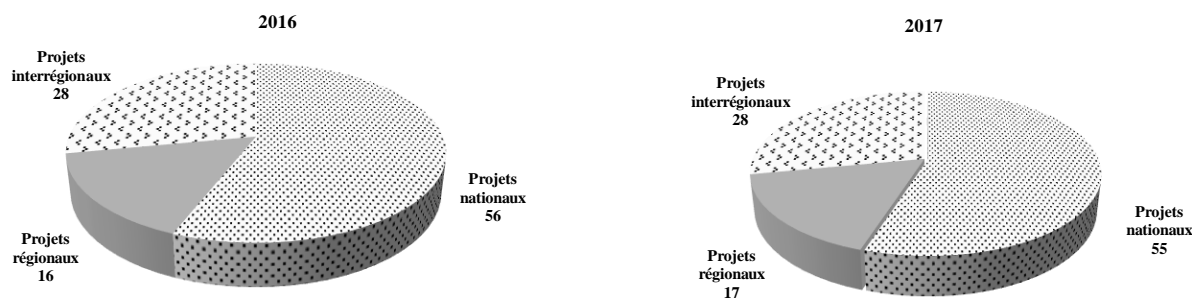 2016
Projets
interrégionaux
28
Projets
nationaux
56
Projets
régionaux
16
2017
Projets
interrégionaux
28
Projets
nationaux
55
Projets
régionaux
17